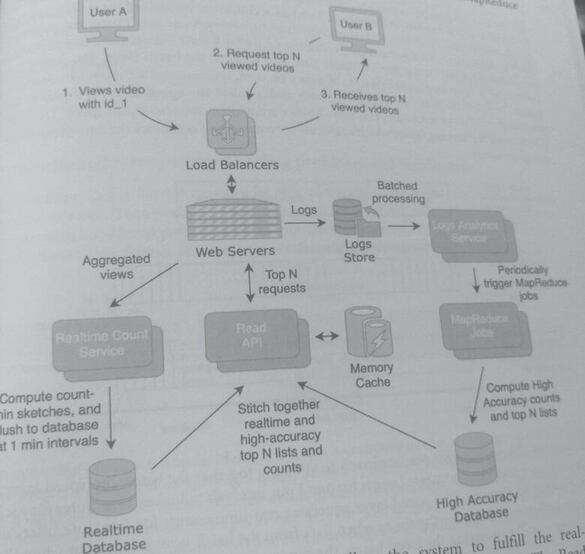 MapReduce
User A
User B
2. Request top N
viewed videos
1. Views video
with id_1
3. Receives top N
viewed videos
Load Balancers
Batched
processing
Logs
Logs Analytics
Service
Web Servers
Logs
Store
Aggregated
views
Top N
requests
Periodically
trigger MapReduce
jobs
Realtime Count
Service
Read
API
MapReduce
Jobs
Memory
Cache
Compute count-
min sketches, and
flush to database
at 1 min intervals
Stitch together
realtime and
high-accuracy
top N lists and
counts
Compute High
Accuracy counts
and top N lists
Realtime
Database
High Accuracy
Database
the system to fulfill the real-